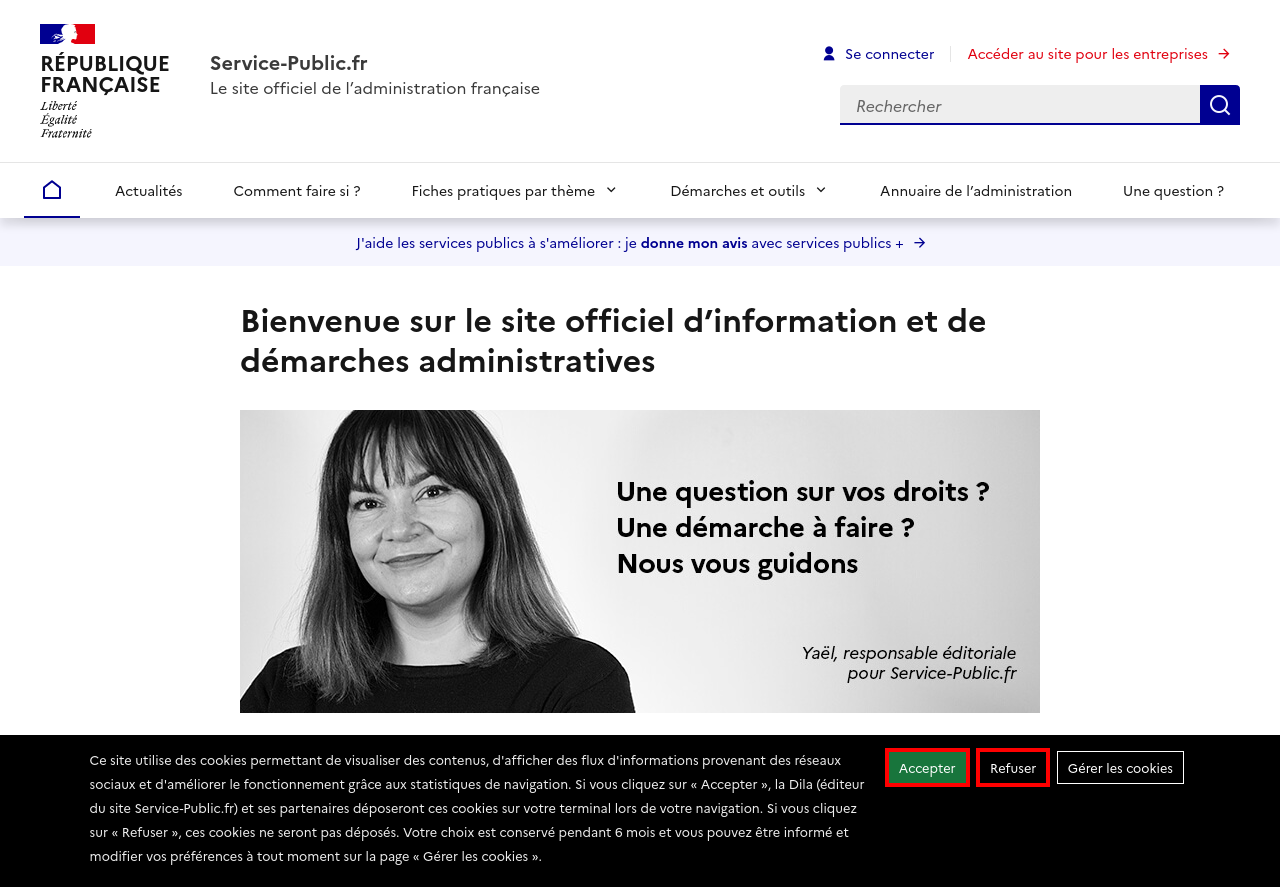 RÉPUBLIQUE
FRANÇAISE
Liberté
Égalité
Fraternité
Service-Public.fr
Le site officiel de l’administration française
Se connecter
Accéder au site pour les entreprises
Rechercher
Actualités
Comment faire si ?
Fiches pratiques par thème
Démarches et outils
Annuaire de l’administration
Une question ?
J'aide les services publics à s'améliorer : je donne mon avis avec services publics +
Bienvenue sur le site officiel d’information et de
démarches administratives
Une question sur vos droits ?
Une démarche à faire ?
Nous vous guidons
Yaël, responsable éditoriale
pour Service-Public.fr
Ce site utilise des cookies permettant de visualiser des contenus, d'afficher des flux d'informations provenant des réseaux
sociaux et d'améliorer le fonctionnement grâce aux statistiques de navigation. Si vous cliquez sur « Accepter », la Dila (éditeur
du site Service-Public.fr) et ses partenaires déposeront ces cookies sur votre terminal lors de votre navigation. Si vous cliquez
sur « Refuser », ces cookies ne seront pas déposés. Votre choix est conservé pendant 6 mois et vous pouvez être informé et
modifier vos préférences à tout moment sur la page « Gérer les cookies ».
Accepter
Refuser
Gérer les cookies